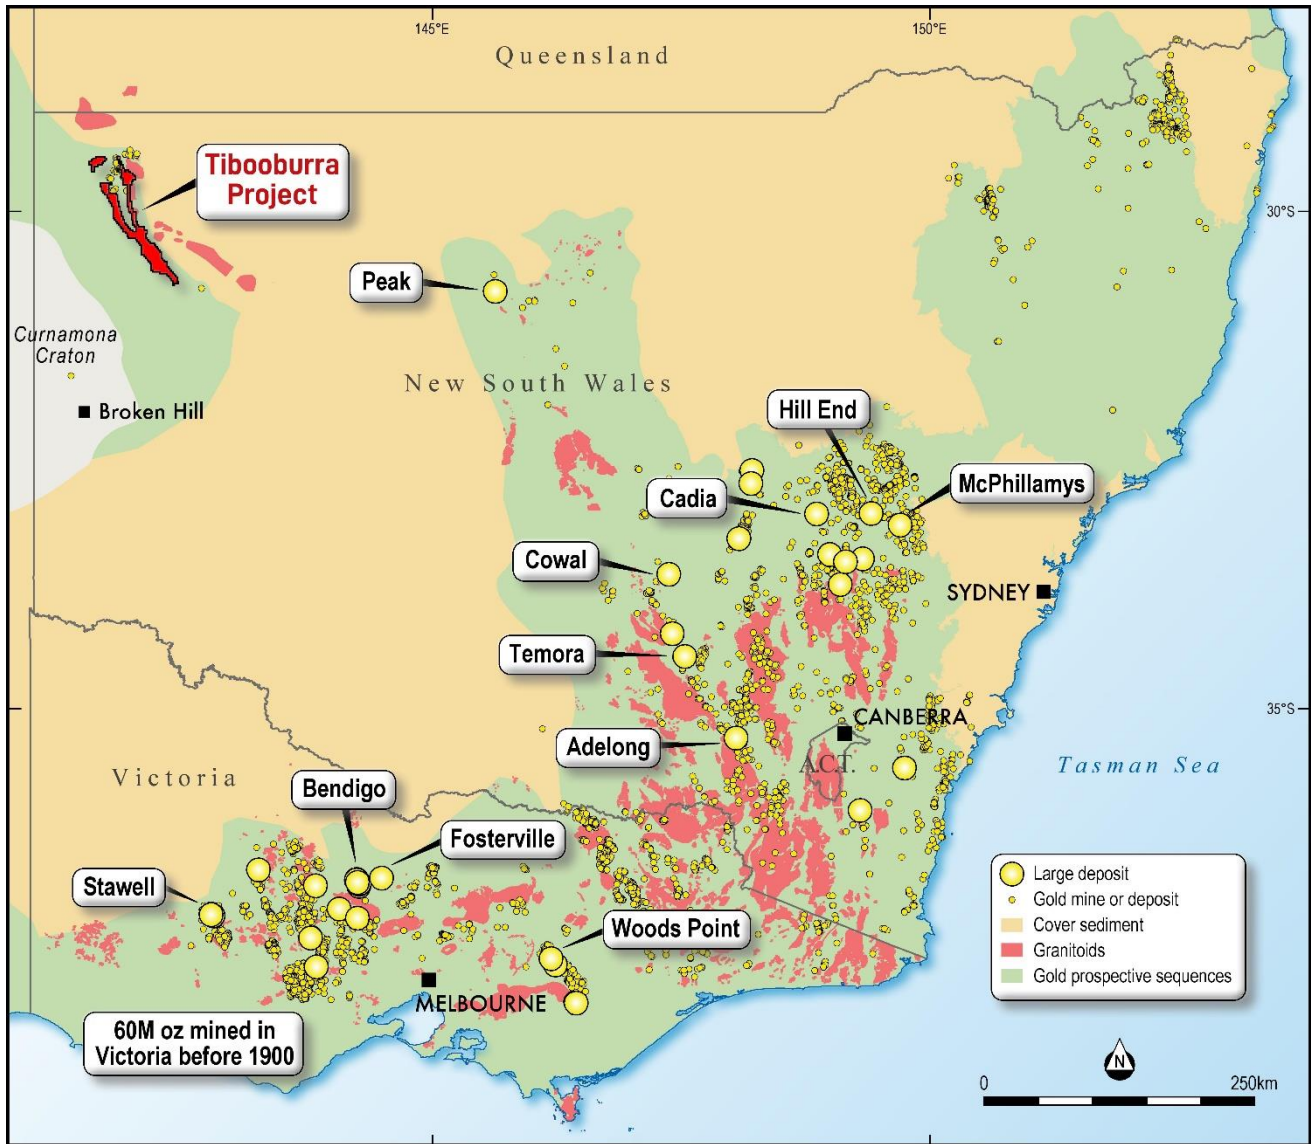 145°E
150°E
Queensland
Tibooburra
Project
30°S
Peak
Curnamona
Craton
New South Wales
Broken Hill
Hill End
Cadia
McPhillamys
Cowal
SYDNEY
Temora
35°S
CANBERRA
Adelong
A.C.T.
Tasman Sea
Victoria
Bendigo
Fosterville
Stawell
Woods Point
MELBOURNE
60M oz mined in
Victoria before 1900
Large deposit
Gold mine or deposit
Cover sediment
Granitoids
Gold prospective sequences
N
0
250km